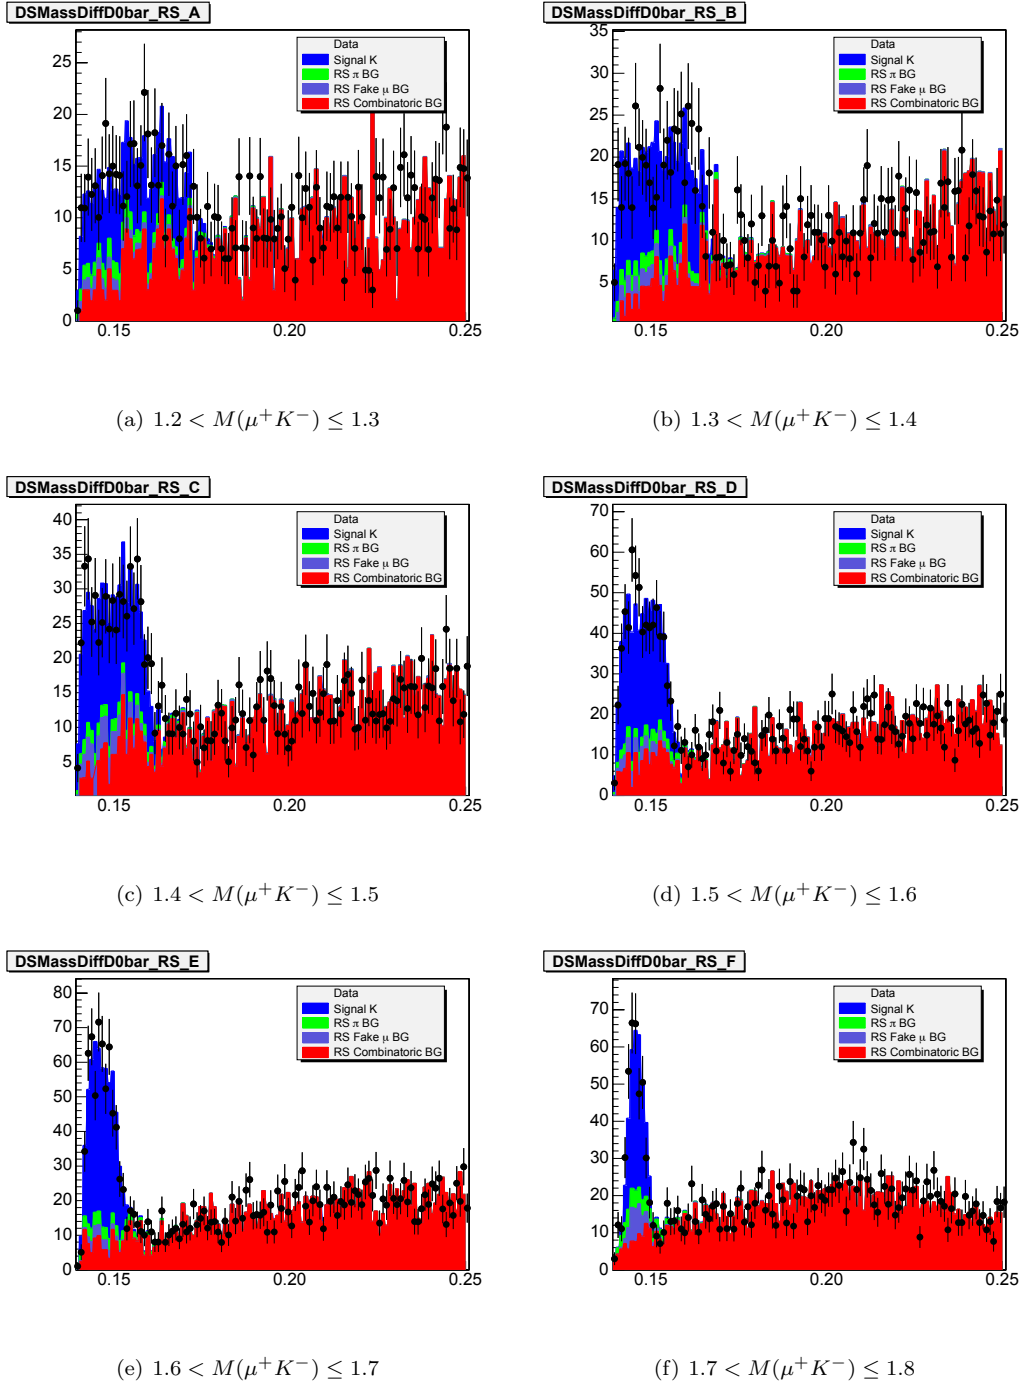 DSMassDiffD0bar_RS_A
Data
Signal K
RS π BG
RS Fake μ BG
RS Combinatoric BG
25
20
15
10
5
0
0.15
0.20
0.25
(a) 1.2 < M(μ⁺K⁻) ≤ 1.3
DSMassDiffD0bar_RS_B
Data
Signal K
RS π BG
RS Fake μ BG
RS Combinatoric BG
35
30
25
20
15
10
5
0.15
0.20
0.25
(b) 1.3 < M(μ⁺K⁻) ≤ 1.4
DSMassDiffD0bar_RS_C
Data
Signal K
RS π BG
RS Fake μ BG
RS Combinatoric BG
40
35
30
25
20
15
10
5
0.15
0.20
0.25
(c) 1.4 < M(μ⁺K⁻) ≤ 1.5
DSMassDiffD0bar_RS_D
Data
Signal K
RS π BG
RS Fake μ BG
RS Combinatoric BG
70
60
50
40
30
20
10
0
0.15
0.20
0.25
(d) 1.5 < M(μ⁺K⁻) ≤ 1.6
DSMassDiffD0bar_RS_E
Data
Signal K
RS π BG
RS Fake μ BG
RS Combinatoric BG
80
70
60
50
40
30
20
10
0
0.15
0.20
0.25
(e) 1.6 < M(μ⁺K⁻) ≤ 1.7
DSMassDiffD0bar_RS_F
Data
Signal K
RS π BG
RS Fake μ BG
RS Combinatoric BG
70
60
50
40
30
20
10
0
0.15
0.20
0.25
(f) 1.7 < M(μ⁺K⁻) ≤ 1.8